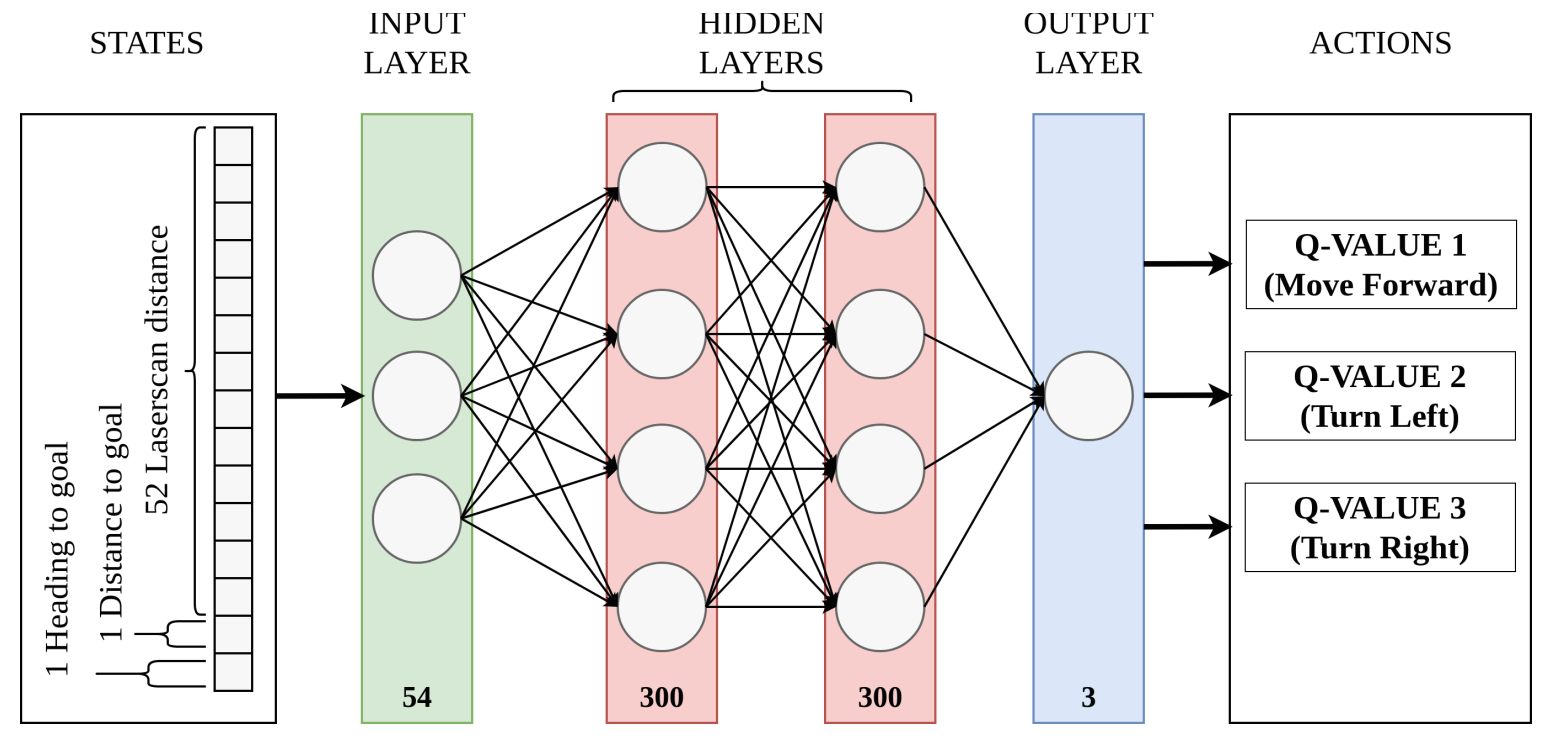 STATES
INPUT
LAYER
HIDDEN
LAYERS
OUTPUT
LAYER
ACTIONS
1 Heading to goal
1 Distance to goal
52 Laserscan distance
54
300
300
3
Q-VALUE 1
(Move Forward)
Q-VALUE 2
(Turn Left)
Q-VALUE 3
(Turn Right)